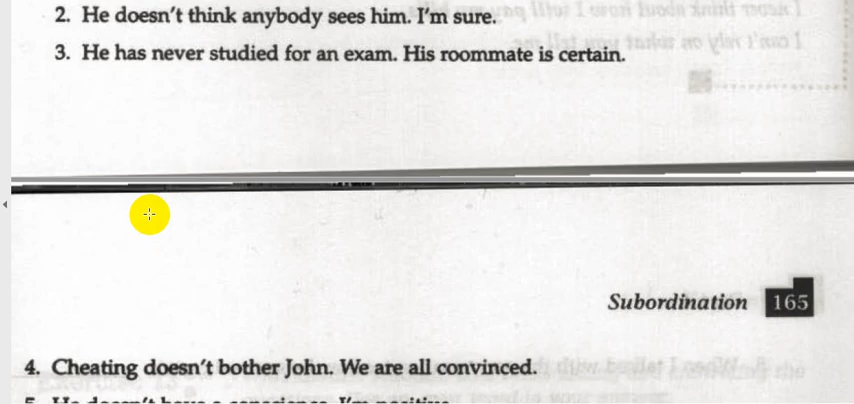 2. He doesn't think anybody sees him. I'm sure.
3. He has never studied for an exam. His roommate is certain.
Subordination 165
4. Cheating doesn't bother John. We are all convinced.